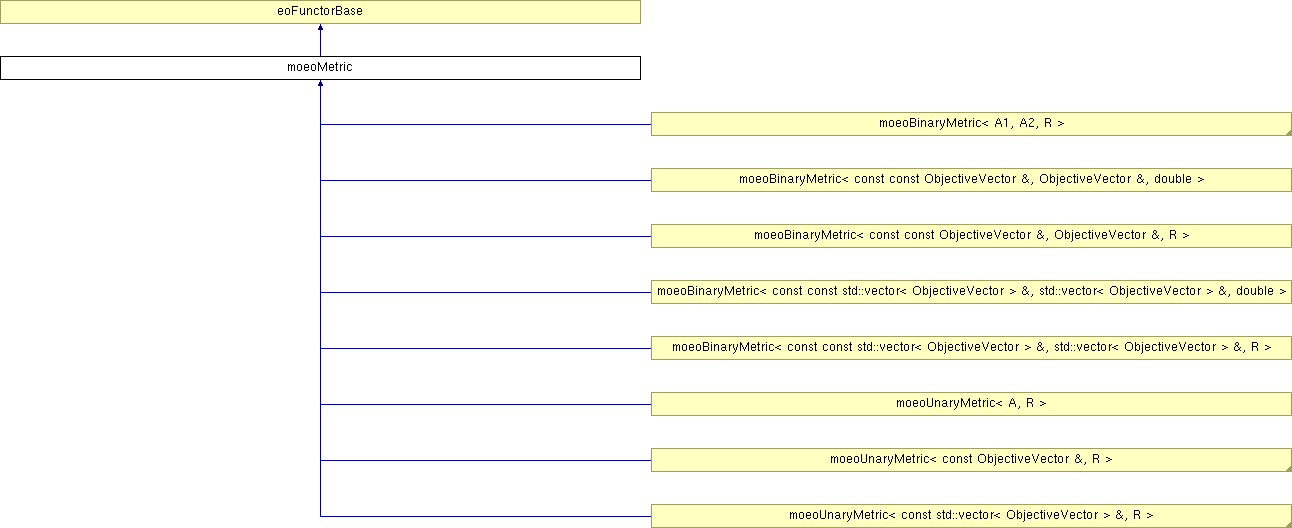 eoFunctorBase
moeoMetric
moeoBinaryMetric< A1, A2, R >
moeoBinaryMetric< const const ObjectiveVector &, ObjectiveVector &, double >
moeoBinaryMetric< const const ObjectiveVector &, ObjectiveVector &, R >
moeoBinaryMetric< const const std::vector< ObjectiveVector > &, std::vector< ObjectiveVector > &, double >
moeoBinaryMetric< const const std::vector< ObjectiveVector > &, std::vector< ObjectiveVector > &, R >
moeoUnaryMetric< A, R >
moeoUnaryMetric< const ObjectiveVector &, R >
moeoUnaryMetric< const std::vector< ObjectiveVector > &, R >